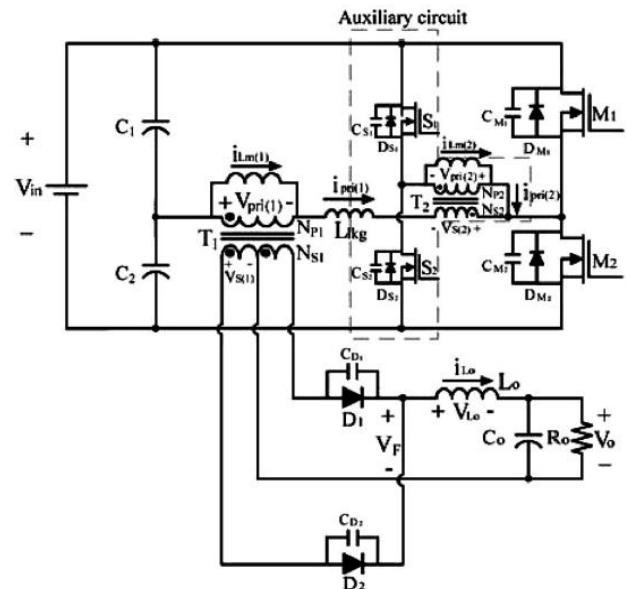 Auxiliary circuit
+
Vin
−
C1
C2
CS1
DS1
S1
CM1
DM1
M1
iLm(1)
+ Vpri(1) -
T1
NP1
NS1
+ VS(1) -
ipri(1)
Llkg
iLm(2)
- Vpri(2) +
T2
NP2
NS2
- VS(2) +
ipri(2)
CS2
DS2
S2
CM2
DM2
M2
CD1
D1
+
VF
-
iLo
Lo
+ VLo -
Co
Ro
+
Vo
−
CD2
D2